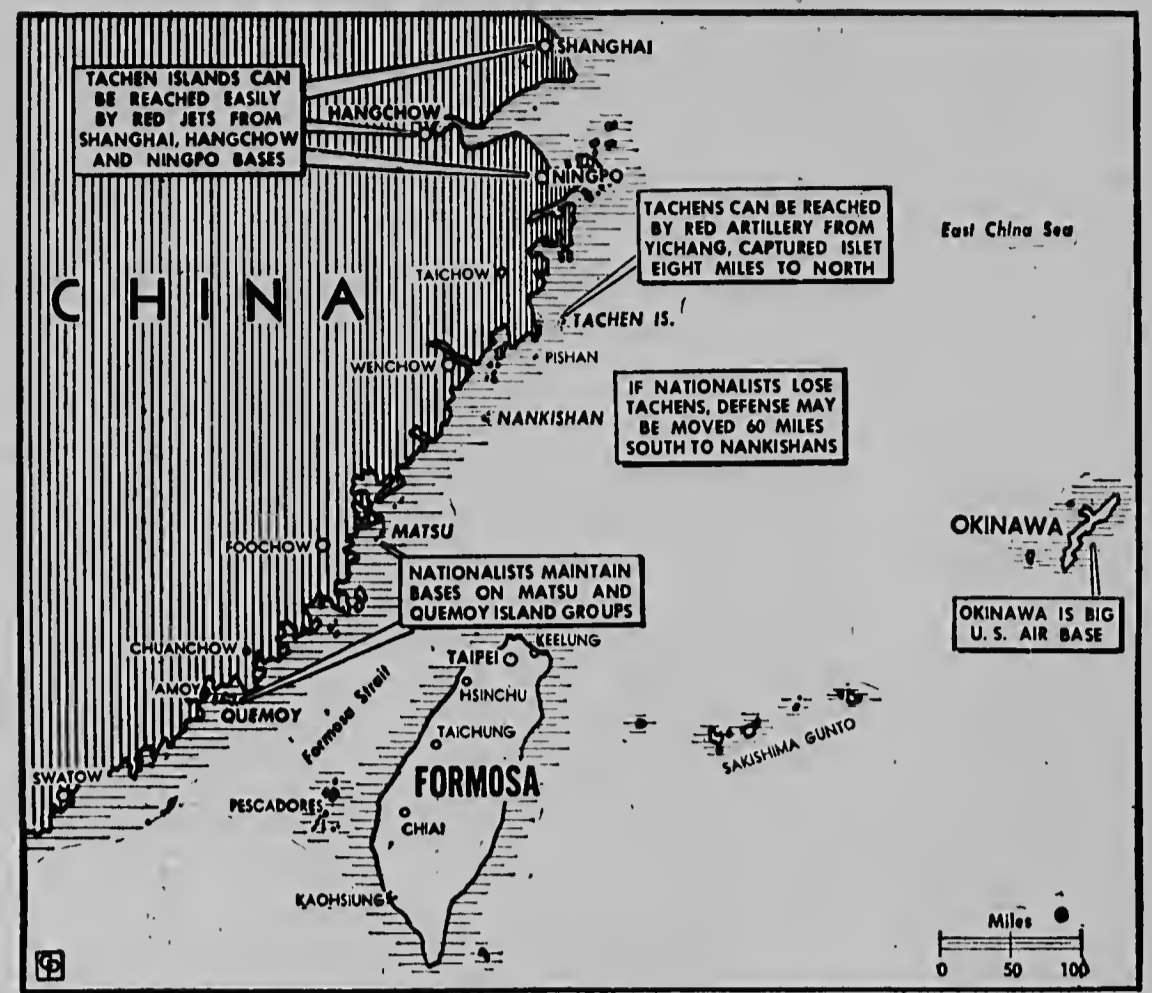 SHANGHAI
TACHEN ISLANDS CAN
BE REACHED EASILY
BY RED JETS FROM
SHANGHAI, HANGCHOW
AND NINGPO BASES
HANGCHOW
NINGPO
TACHENS CAN BE REACHED
BY RED ARTILLERY FROM
YICHANG, CAPTURED ISLET
EIGHT MILES TO NORTH
East China Sea
TAICHOW
CHINA
TACHEN IS.
PISHAN
WENCHOW
IF NATIONALISTS LOSE
TACHENS, DEFENSE MAY
BE MOVED 60 MILES
SOUTH TO NANKISHANS
NANKISHAN
OKINAWA
MATSU
FOOCHOW
NATIONALISTS MAINTAIN
BASES ON MATSU AND
QUEMOY ISLAND GROUPS
OKINAWA IS BIG
U.S. AIR BASE
CHUANCHOW
KEELUNG
TAIPEI
AMOY
HSINCHU
QUEMOY
Formosa Strait
TAICHUNG
SAKISHIMA GUNTO
SWATOW
FORMOSA
PESCADORES
CHIAI
KAOHSIUNG
Miles
0 50 100
CP